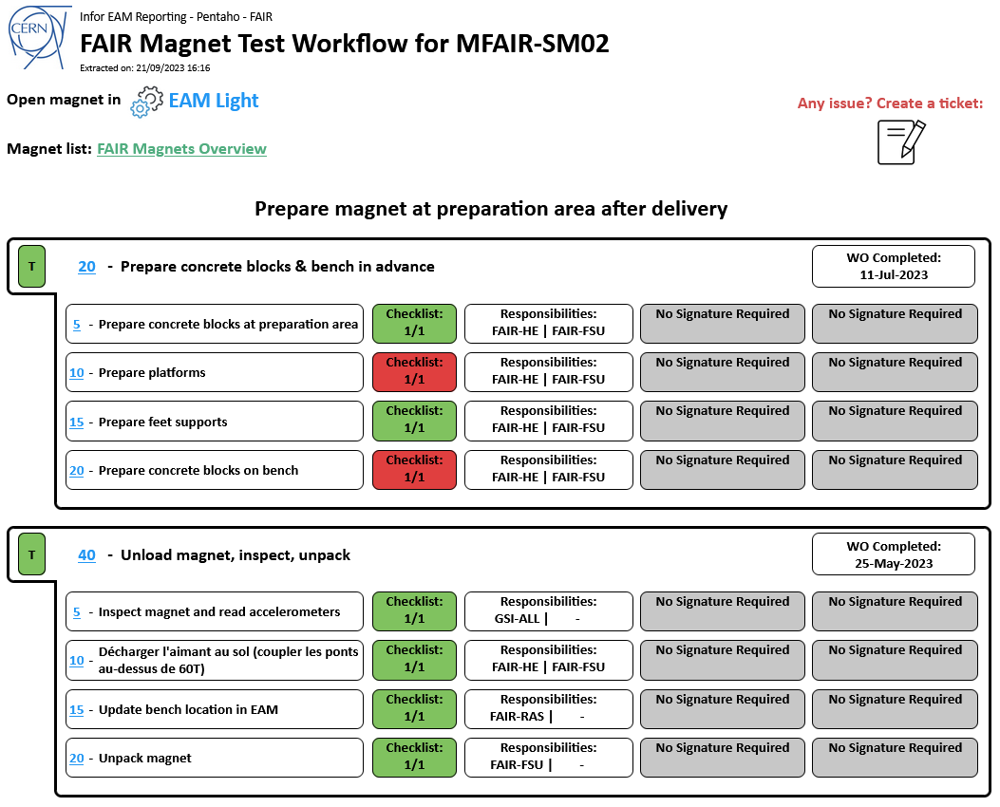 CERN
Infor EAM Reporting - Pentaho - FAIR
FAIR Magnet Test Workflow for MFAIR-SM02
Extracted on: 21/09/2023 16:16
Open magnet in EAM Light
Any issue? Create a ticket:
Magnet list: FAIR Magnets Overview
Prepare magnet at preparation area after delivery
T 20 - Prepare concrete blocks & bench in advance
WO Completed:
11-Jul-2023
5 - Prepare concrete blocks at preparation area
Checklist:
1/1
Responsibilities:
FAIR-HE | FAIR-FSU
No Signature Required
No Signature Required
10 - Prepare platforms
Checklist:
1/1
Responsibilities:
FAIR-HE | FAIR-FSU
No Signature Required
No Signature Required
15 - Prepare feet supports
Checklist:
1/1
Responsibilities:
FAIR-HE | FAIR-FSU
No Signature Required
No Signature Required
20 - Prepare concrete blocks on bench
Checklist:
1/1
Responsibilities:
FAIR-HE | FAIR-FSU
No Signature Required
No Signature Required
T 40 - Unload magnet, inspect, unpack
WO Completed:
25-May-2023
5 - Inspect magnet and read accelerometers
Checklist:
1/1
Responsibilities:
GSI-ALL | -
No Signature Required
No Signature Required
10 - Décharger l'aimant au sol (coupler les ponts
au-dessus de 60T)
Checklist:
1/1
Responsibilities:
FAIR-HE | FAIR-FSU
No Signature Required
No Signature Required
15 - Update bench location in EAM
Checklist:
1/1
Responsibilities:
FAIR-RAS | -
No Signature Required
No Signature Required
20 - Unpack magnet
Checklist:
1/1
Responsibilities:
FAIR-FSU | -
No Signature Required
No Signature Required